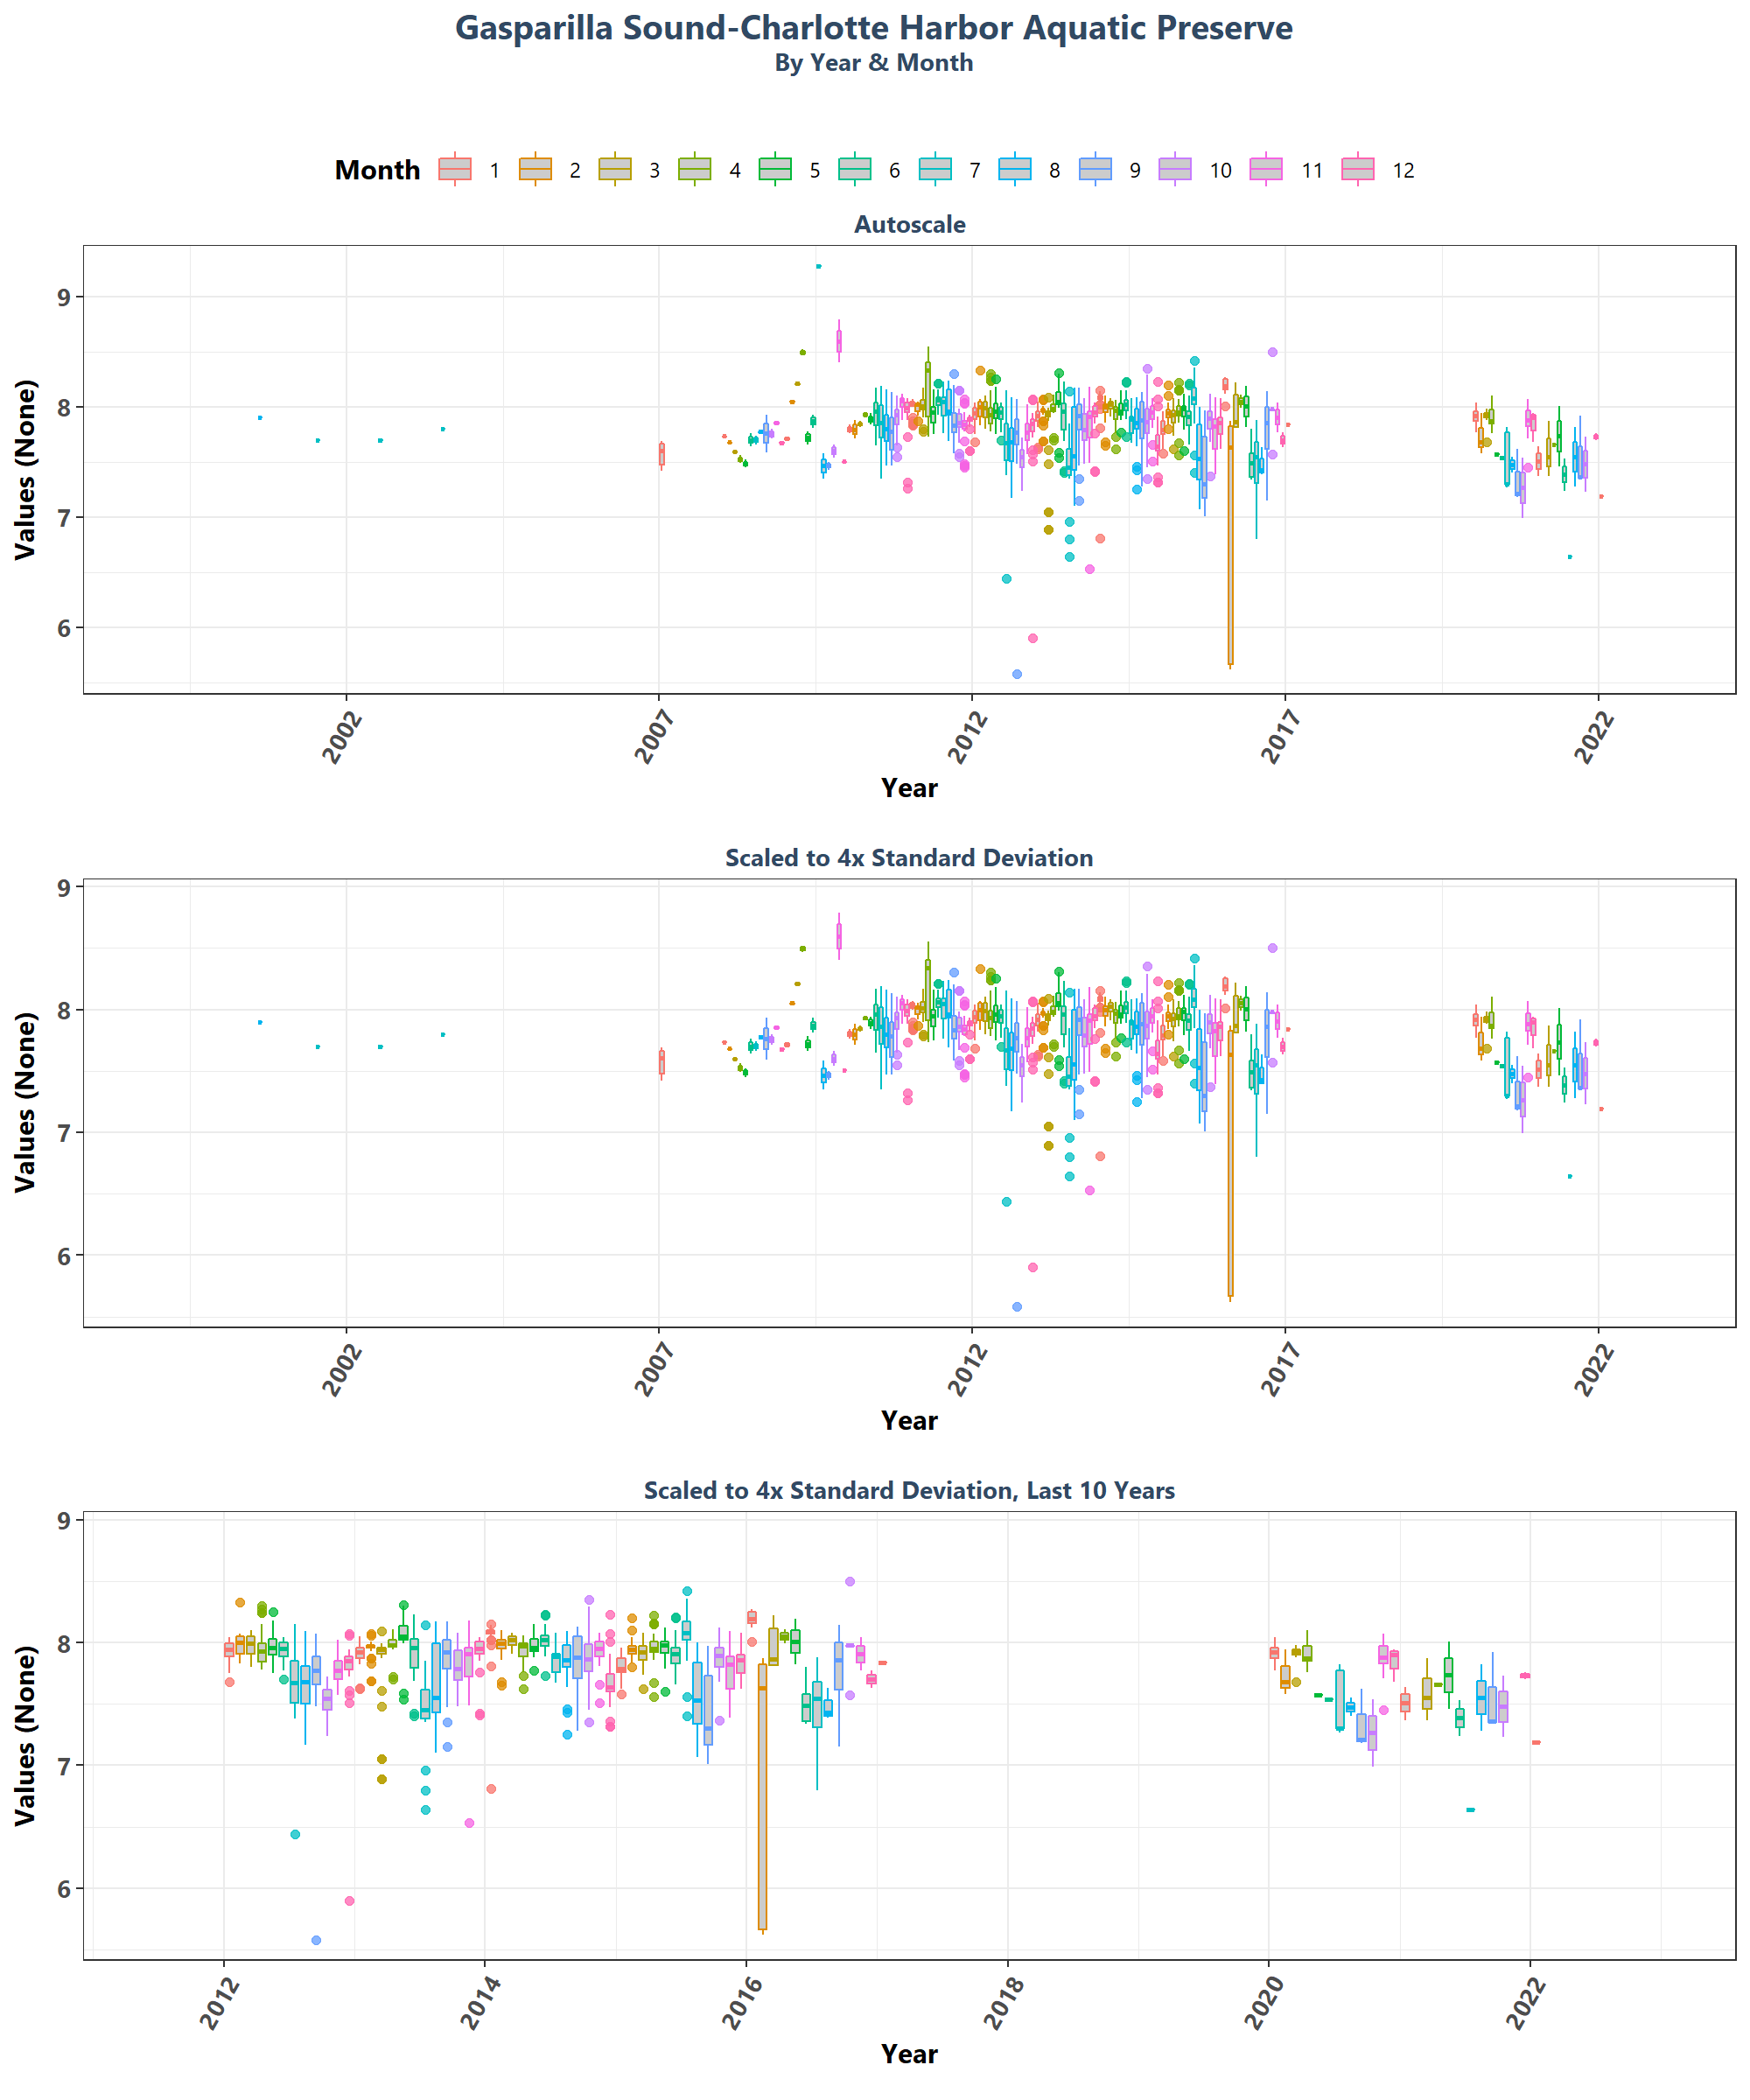 Gasparilla Sound-Charlotte Harbor Aquatic Preserve
By Year & Month
Month 1 2 3 4 5 6 7 8 9 10 11 12
Autoscale
9
8
7
6
Values (None)
2002 2007 2012 2017 2022
Year
Scaled to 4x Standard Deviation
9
8
7
6
Values (None)
2002 2007 2012 2017 2022
Year
Scaled to 4x Standard Deviation, Last 10 Years
9
8
7
6
Values (None)
2012 2014 2016 2018 2020 2022
Year